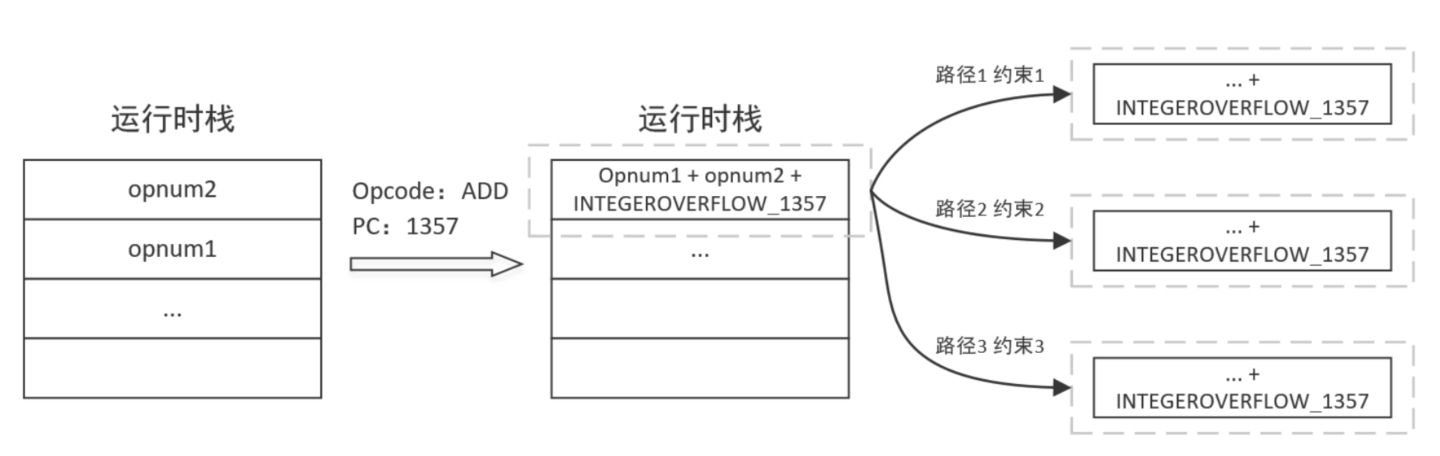 运行时栈
opnum2
opnum1
...
Opcode：ADD
PC：1357
运行时栈
Opnum1 + opnum2 +
INTEGEROVERFLOW_1357
...
路径1 约束1
... +
INTEGEROVERFLOW_1357
路径2 约束2
... +
INTEGEROVERFLOW_1357
路径3 约束3
... +
INTEGEROVERFLOW_1357